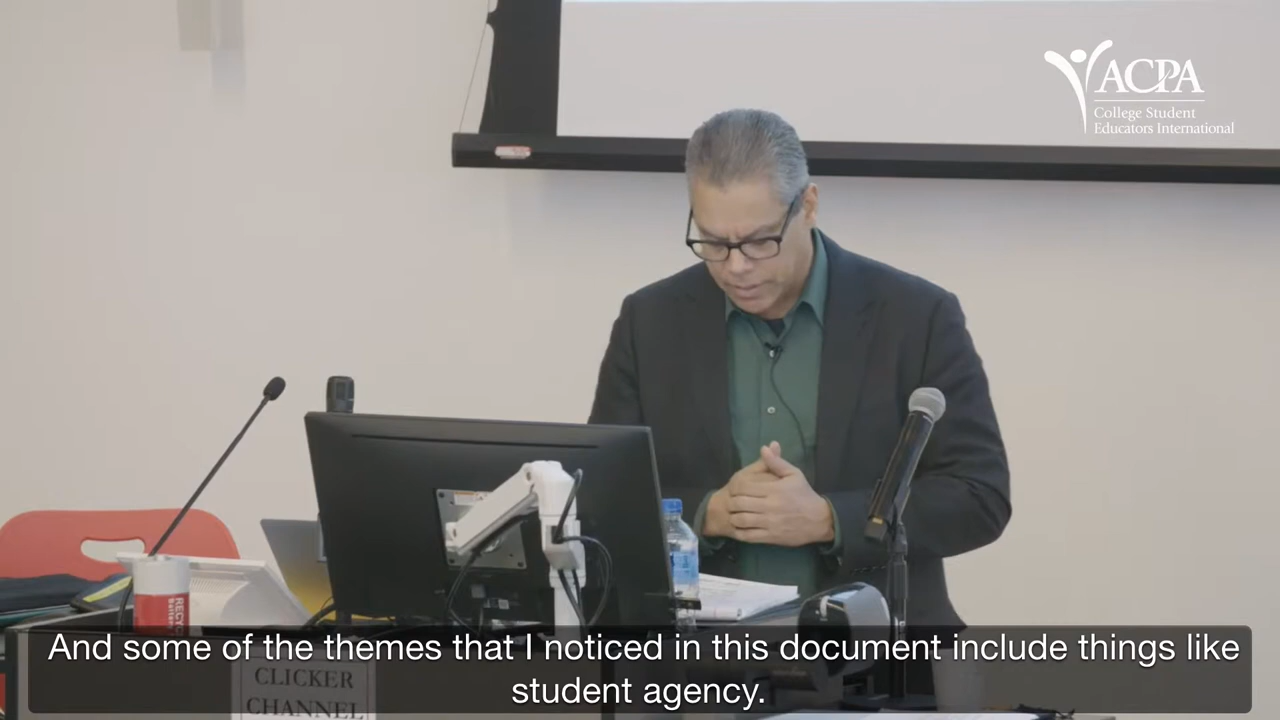 ACPA
College Student
Educators International
And some of the themes that I noticed in this document include things like
student agency.
CLICKER
CHANNEL